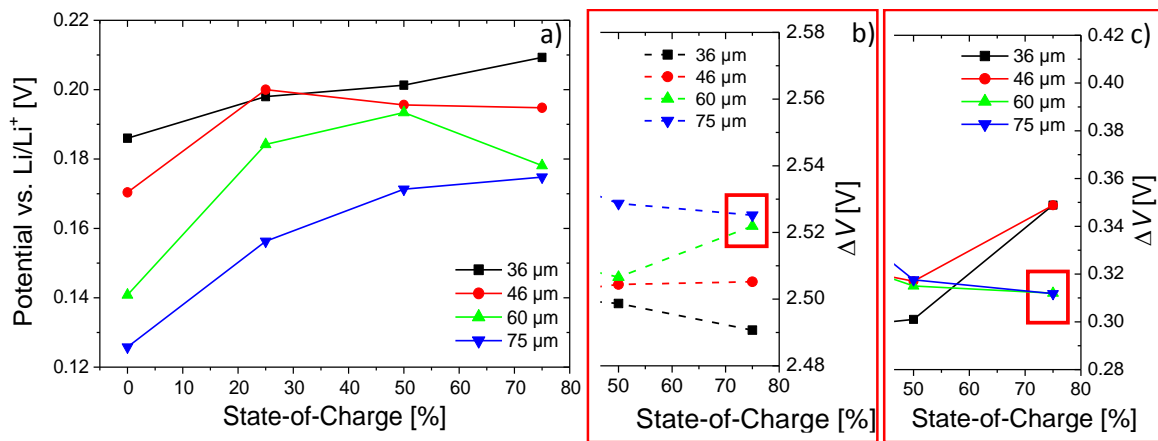 a)
Potential vs. Li/Li⁺ [V]
0.22
0.20
0.18
0.16
0.14
0.12
36 µm
46 µm
60 µm
75 µm
0 10 20 30 40 50 60 70 80
State-of-Charge [%]
b)
36 µm
46 µm
60 µm
75 µm
2.58
2.56
2.54
2.52
2.50
2.48
Δ V [V]
50 60 70 80
State-of-Charge [%]
c)
36 µm
46 µm
60 µm
75 µm
0.42
0.40
0.38
0.36
0.34
0.32
0.30
0.28
Δ V [V]
50 60 70 80
State-of-Charge [%]